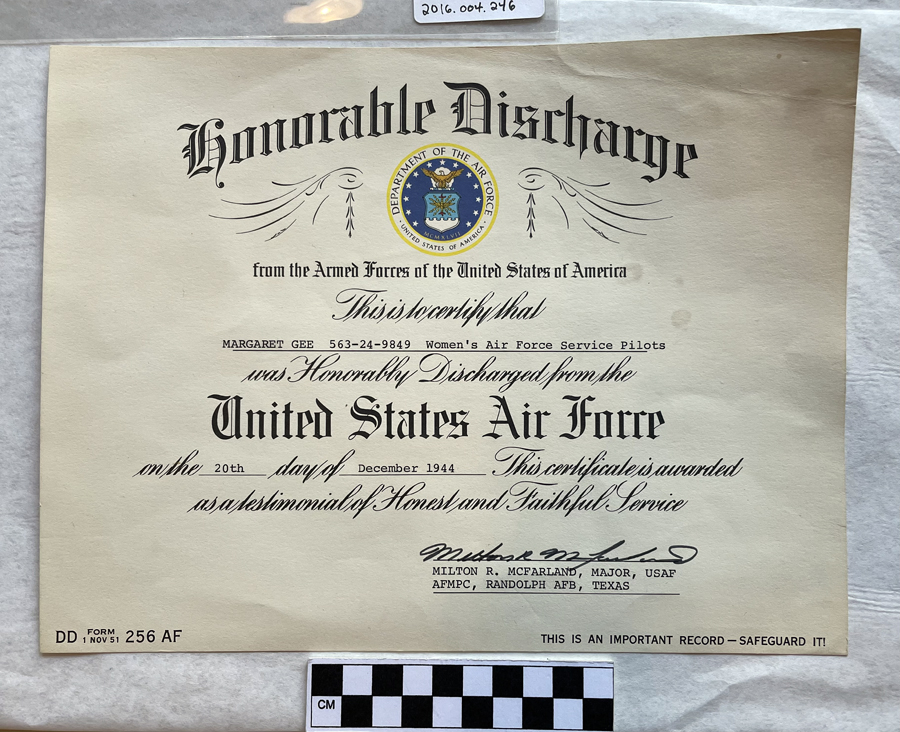 2016.004.246
Honorable Discharge
DEPARTMENT OF THE AIR FORCE
MCMXLVII
UNITED STATES OF AMERICA
from the Armed Forces of the United States of America
This is to certify that
MARGARET GEE 563-24-9849 Women's Air Force Service Pilots
was Honorably Discharged from the
United States Air Force
on the 20th day of December 1944 This certificate is awarded
as a testimonial of Honest and Faithful Service
Milton R. McFarland
MILTON R. MCFARLAND, MAJOR, USAF
AFMPC, RANDOLPH AFB, TEXAS
DD FORM 1 NOV 51 256 AF
THIS IS AN IMPORTANT RECORD—SAFEGUARD IT!
CM